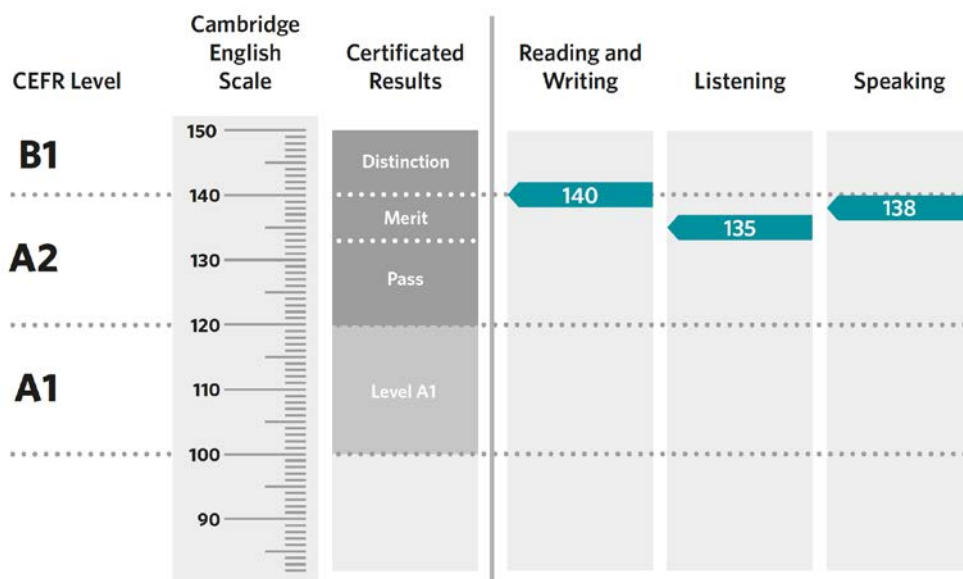 CEFR Level
Cambridge
English
Scale
Certificated
Results
Reading and
Writing
Listening
Speaking
B1
A2
A1
150
140
130
120
110
100
90
Distinction
Merit
Pass
Level A1
140
135
138